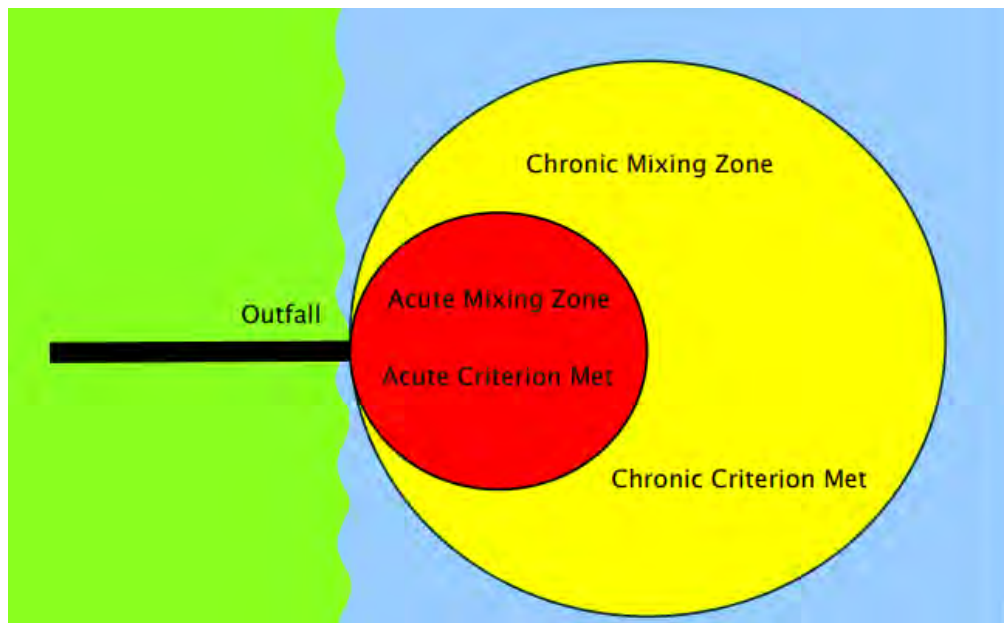 Chronic Mixing Zone
Acute Mixing Zone
Outfall
Acute Criterion Met
Chronic Criterion Met